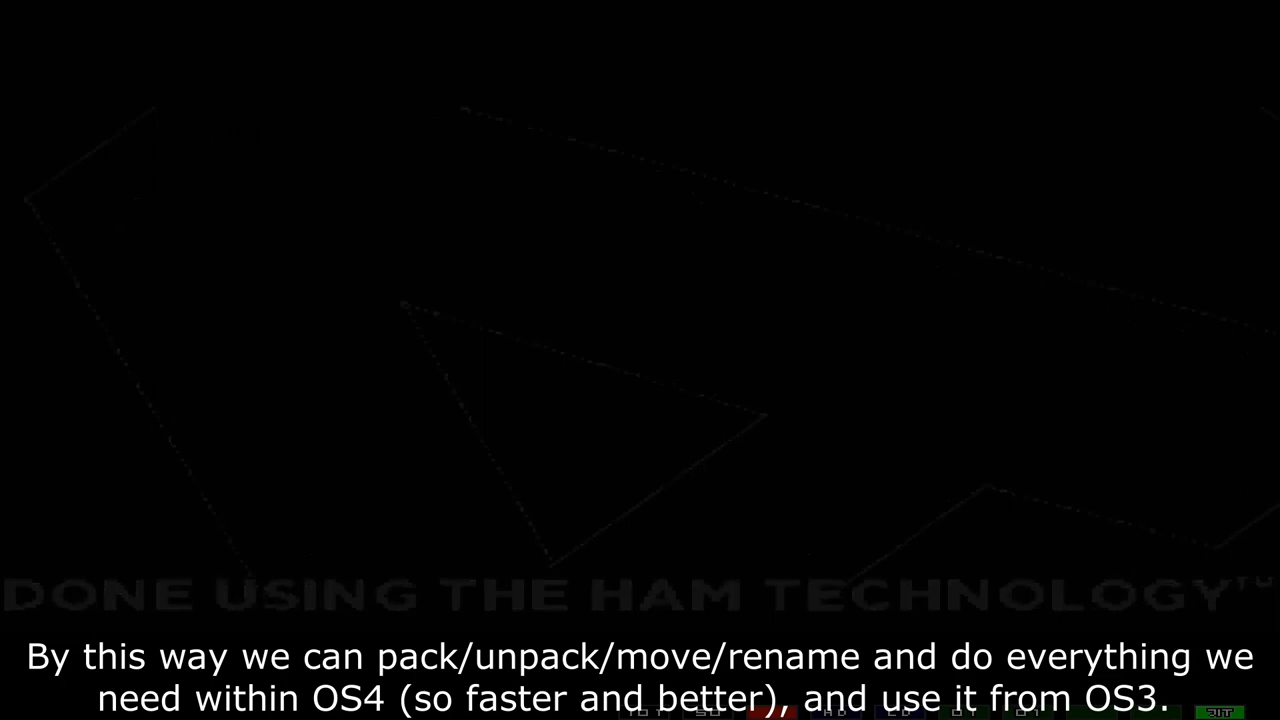 DONE USING THE HAM TECHNOLOGY™
By this way we can pack/unpack/move/rename and do everything we
need within OS4 (so faster and better), and use it from OS3.